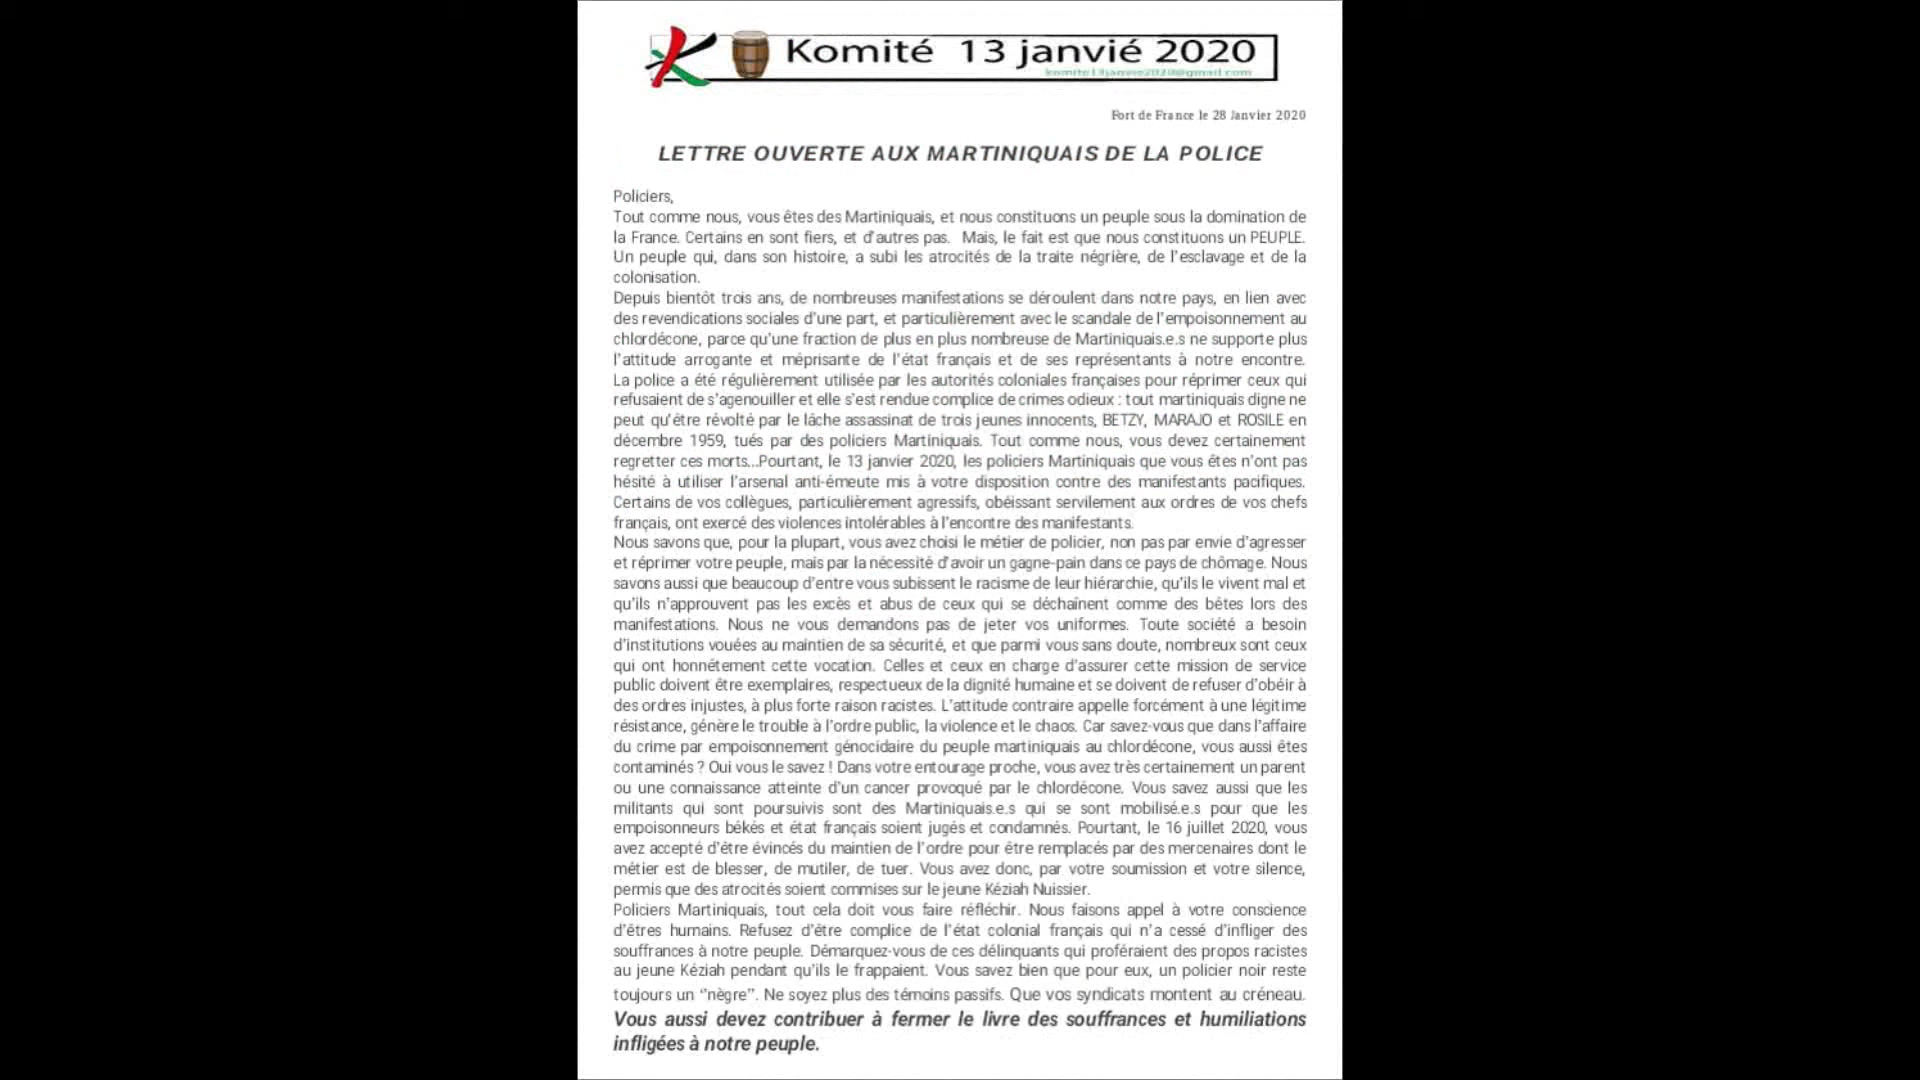 Komité 13 janvié 2020
komite13janvie2020@gmail.com
Fort de France le 28 Janvier 2020
LETTRE OUVERTE AUX MARTINIQUAIS DE LA POLICE
Policiers,
Tout comme nous, vous êtes des Martiniquais, et nous constituons un peuple sous la domination de
la France. Certains en sont fiers, et d'autres pas. Mais, le fait est que nous constituons un PEUPLE.
Un peuple qui, dans son histoire, a subi les atrocités de la traite négrière, de l'esclavage et de la
colonisation.
Depuis bientôt trois ans, de nombreuses manifestations se déroulent dans notre pays, en lien avec
des revendications sociales d'une part, et particulièrement avec le scandale de l'empoisonnement au
chlordécone, parce qu'une fraction de plus en plus nombreuse de Martiniquais.e.s ne supporte plus
l'attitude arrogante et méprisante de l'état français et de ses représentants à notre encontre.
La police a été régulièrement utilisée par les autorités coloniales françaises pour réprimer ceux qui
refusaient de s'agenouiller et elle s'est rendue complice de crimes odieux : tout martiniquais digne ne
peut qu'être révolté par le lâche assassinat de trois jeunes innocents, BETZY, MARAJO et ROSILE en
décembre 1959, tués par des policiers Martiniquais. Tout comme nous, vous devez certainement
regretter ces morts...Pourtant, le 13 janvier 2020, les policiers Martiniquais que vous êtes n'ont pas
hésité à utiliser l'arsenal anti-émeute mis à votre disposition contre des manifestants pacifiques.
Certains de vos collègues, particulièrement agressifs, obéissant servilement aux ordres de vos chefs
français, ont exercé des violences intolérables à l'encontre des manifestants.
Nous savons que, pour la plupart, vous avez choisi le métier de policier, non pas par envie d'agresser
et réprimer votre peuple, mais par la nécessité d'avoir un gagne-pain dans ce pays de chômage. Nous
savons aussi que beaucoup d'entre vous subissent le racisme de leur hiérarchie, qu'ils le vivent mal et
qu'ils n'approuvent pas les excès et abus de ceux qui se déchaînent comme des bêtes lors des
manifestations. Nous ne vous demandons pas de jeter vos uniformes. Toute société a besoin
d'institutions vouées au maintien de sa sécurité, et que parmi vous sans doute, nombreux sont ceux
qui ont honnêtement cette vocation. Celles et ceux en charge d'assurer cette mission de service
public doivent être exemplaires, respectueux de la dignité humaine et se doivent de refuser d'obéir à
des ordres injustes, à plus forte raison racistes. L'attitude contraire appelle forcément à une légitime
résistance, génère le trouble à l'ordre public, la violence et le chaos. Car savez-vous que dans l'affaire
du crime par empoisonnement génocidaire du peuple martiniquais au chlordécone, vous aussi êtes
contaminés ? Oui vous le savez ! Dans votre entourage proche, vous avez très certainement un parent
ou une connaissance atteinte d'un cancer provoqué par le chlordécone. Vous savez aussi que les
militants qui sont poursuivis sont des Martiniquais.e.s qui se sont mobilisé.e.s pour que les
empoisonneurs békés et état français soient jugés et condamnés. Pourtant, le 16 juillet 2020, vous
avez accepté d'être évincés du maintien de l'ordre pour être remplacés par des mercenaires dont le
métier est de blesser, de mutiler, de tuer. Vous avez donc, par votre soumission et votre silence,
permis que des atrocités soient commises sur le jeune Kéziah Nuissier.
Policiers Martiniquais, tout cela doit vous faire réfléchir. Nous faisons appel à votre conscience
d'êtres humains. Refusez d'être complice de l'état colonial français qui n'a cessé d'infliger des
souffrances à notre peuple. Démarquez-vous de ces délinquants qui proféraient des propos racistes
au jeune Kéziah pendant qu'ils le frappaient. Vous savez bien que pour eux, un policier noir reste
toujours un "nègre". Ne soyez plus des témoins passifs. Que vos syndicats montent au créneau.
Vous aussi devez contribuer à fermer le livre des souffrances et humiliations
infligées à notre peuple.